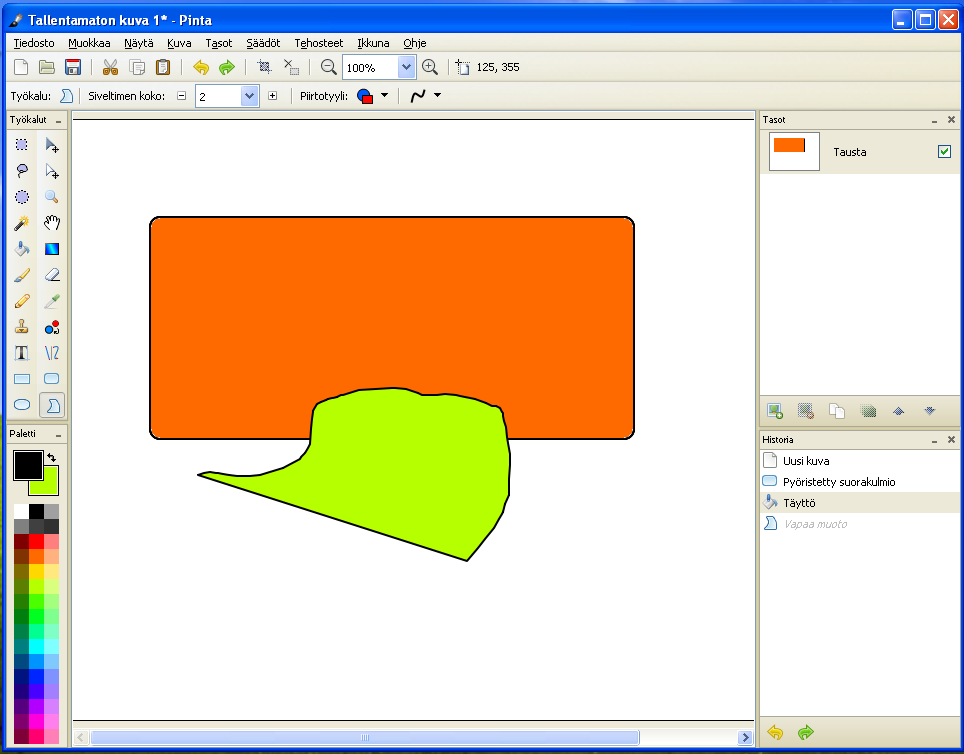 Tallentamaton kuva 1* - Pinta
Tiedosto Muokkaa Näytä Kuva Tasot Säädöt Tehosteet Ikkuna Ohje
100% 125, 355
Työkalu: Siveltimen koko: 2 Piirtotyyli:
Työkalut
Tasot
Tausta
T
Paletti
Historia
Uusi kuva
Pyöristetty suorakulmio
Täyttö
Vapaa muoto